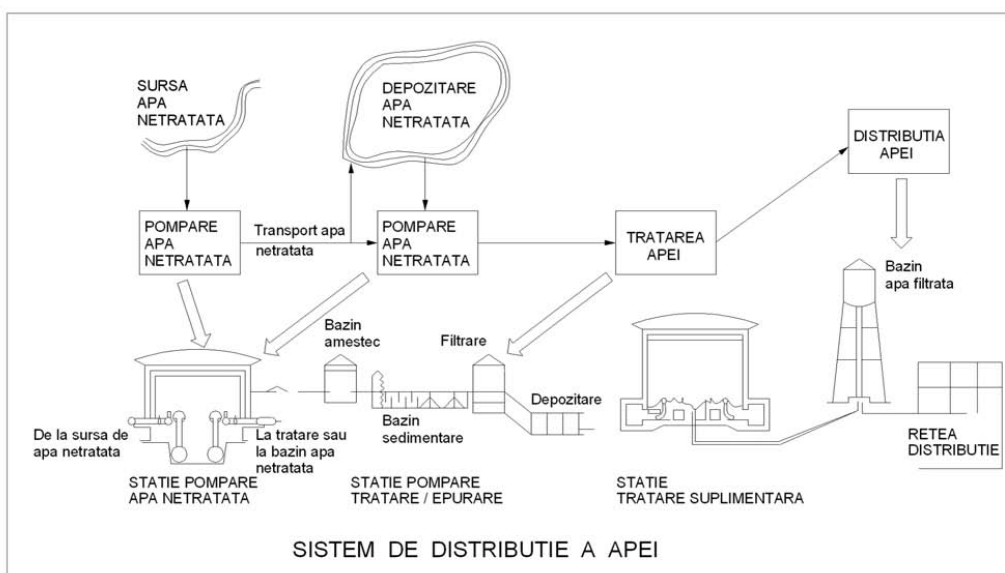 SURSA
APA
NETRATATA
DEPOZITARE
APA
NETRATATA
DISTRIBUTIA
APEI
POMPARE
APA
NETRATATA
Transport apa
netratata
POMPARE
APA
NETRATATA
TRATAREA
APEI
Bazin
apa filtrata
Bazin
amestec
Filtrare
Depozitare
De la sursa de
apa netratata
La tratare sau
la bazin apa
netratata
Bazin
sedimentare
RETEA
DISTRIBUTIE
STATIE POMPARE
APA NETRATATA
STATIE POMPARE
TRATARE / EPURARE
STATIE
TRATARE SUPLIMENTARA
SISTEM DE DISTRIBUTIE A APEI